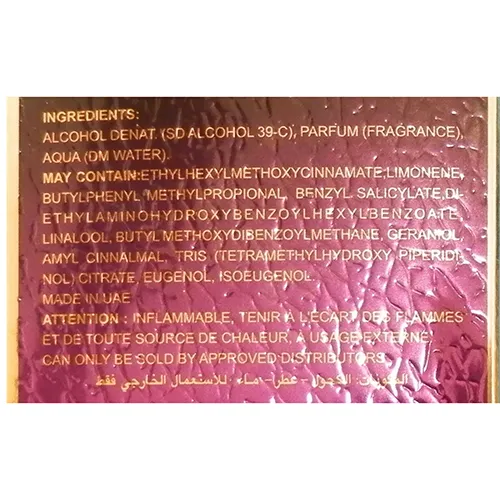 INGREDIENTS:
ALCOHOL DENAT. (SD ALCOHOL 39-C), PARFUM (FRAGRANCE),
AQUA (DM WATER).
MAY CONTAIN:ETHYLHEXYLMETHOXYCINNAMATE,LIMONENE,
BUTYLPHENYL METHYLPROPIONAL, BENZYL SALICYLATE,DI-
ETHYLAMINOHYDROXYBENZOYLHEXYLBENZOATE,
LINALOOL, BUTYL METHOXYDIBENZOYLMETHANE, GERANIOL,
AMYL CINNALMAL, TRIS (TETRAMETHYLHYDROXY PIPERIDI-
NOL) CITRATE, EUGENOL, ISOEUGENOL.
MADE IN UAE
ATTENTION : INFLAMMABLE, TENIR À L'ÉCART DES FLAMMES
ET DE TOUTE SOURCE DE CHALEUR, A USAGE EXTERNE.
CAN ONLY BE SOLD BY APPROVED DISTRIBUTORS.
المكونات: الكحول - عطر - ماء . للأستعمال الخارجي فقط